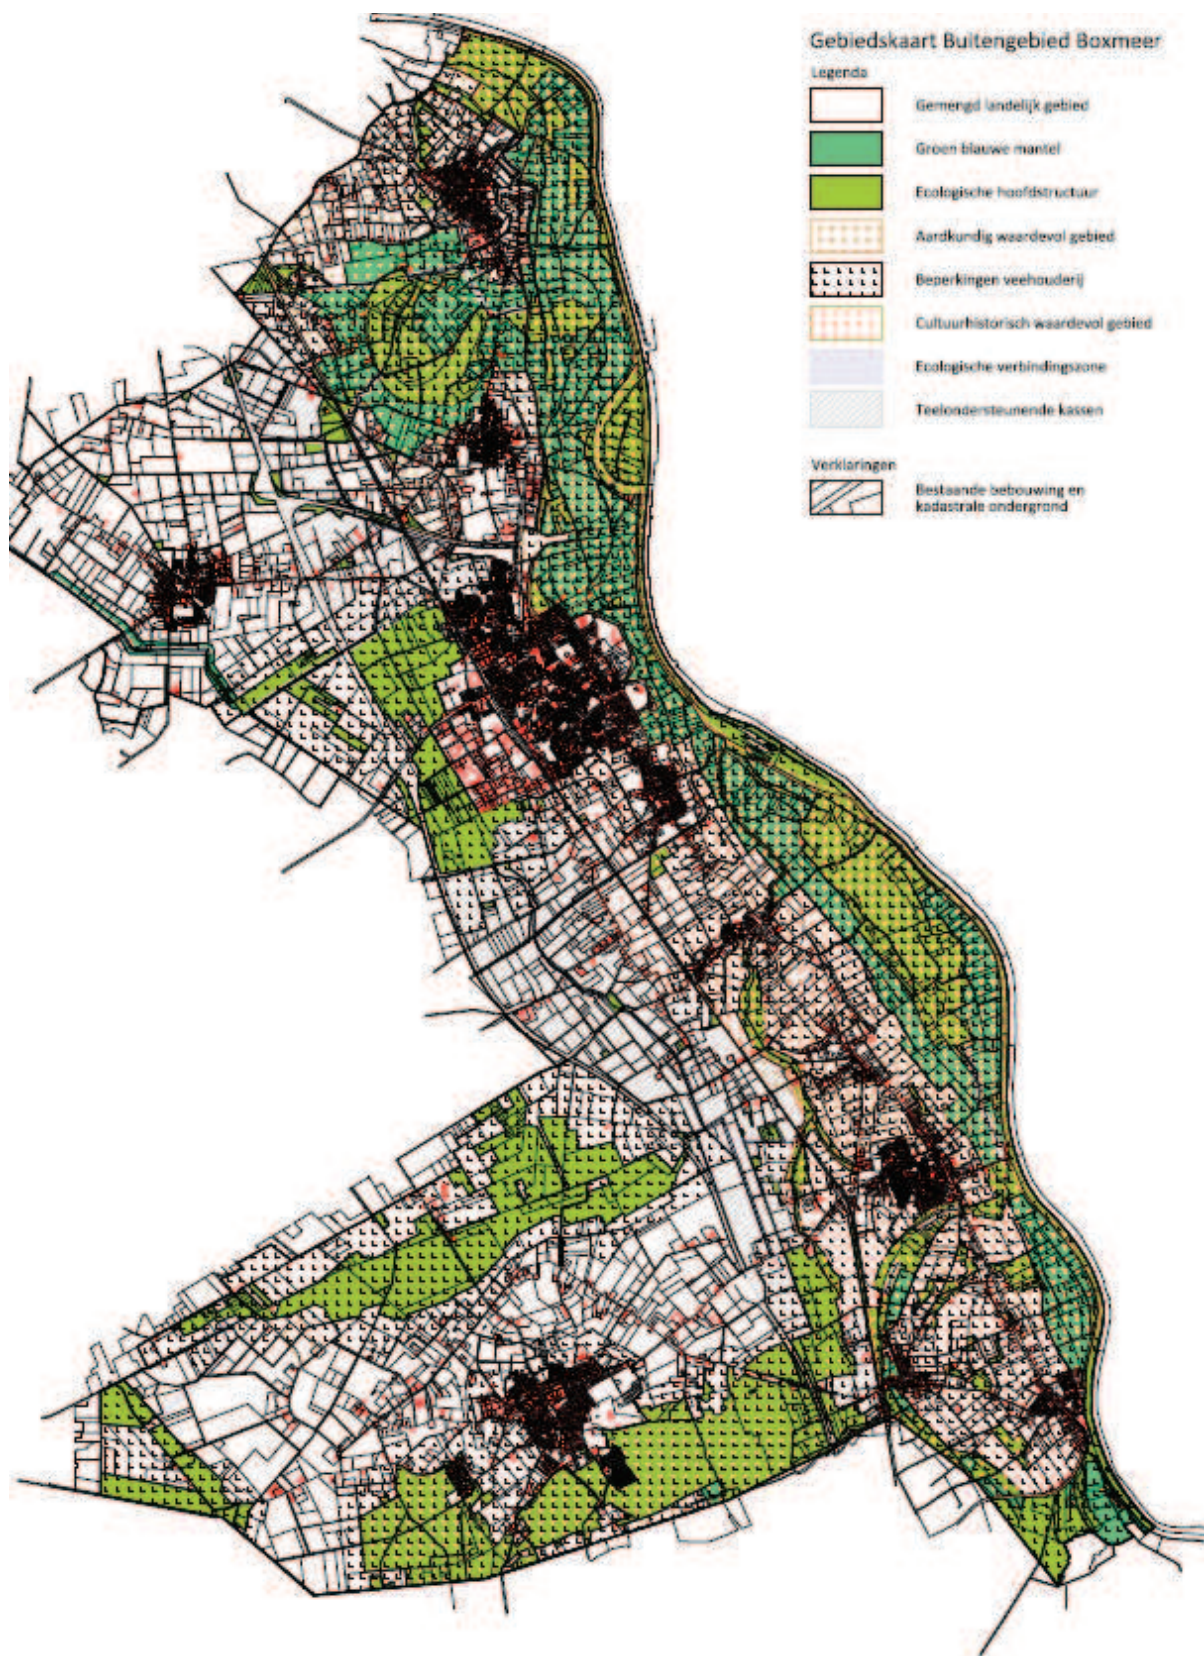 Gebiedskaart Buitengebied Boxmeer
Legenda
Gemengd landelijk gebied
Groen blauwe mantel
Ecologische hoofdstructuur
Aardkundig waardevol gebied
Beperkingen veehouderij
Cultuurhistorisch waardevol gebied
Ecologische verbindingszone
Teelondersteunende kassen
Verklaringen
Bestaande bebouwing en
kadastrale ondergrond